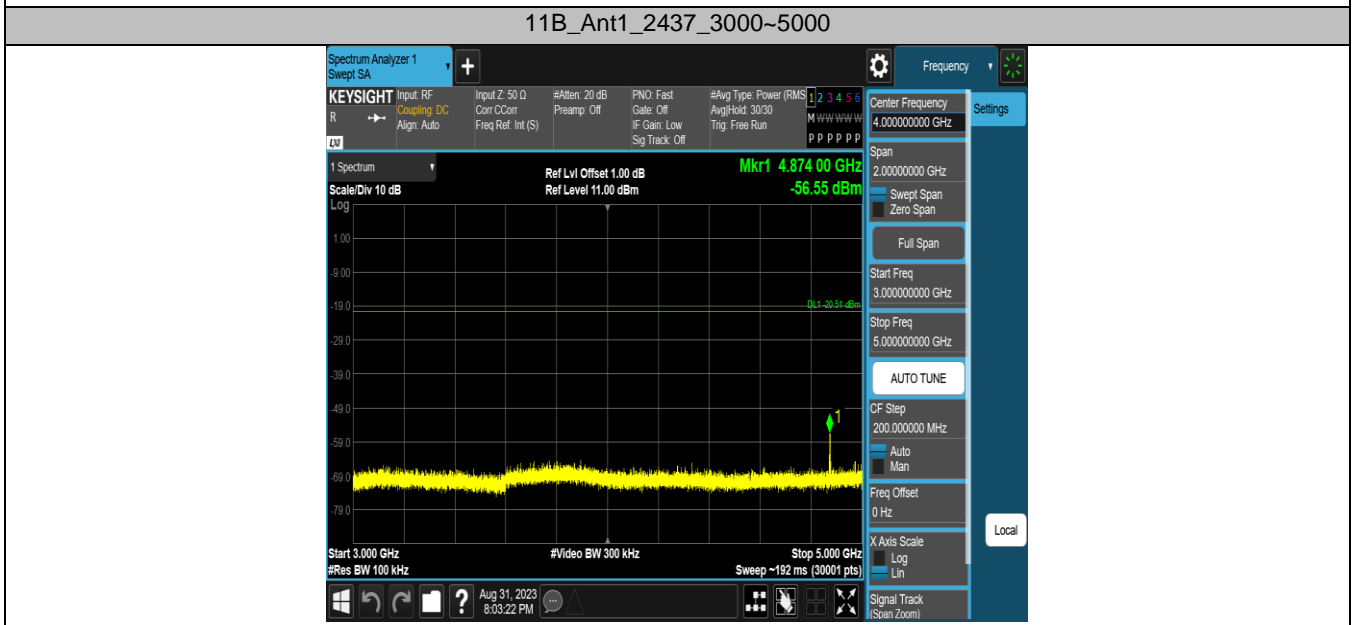 11B_Ant1_2437_3000~5000
Spectrum Analyzer 1
Swept SA
Frequency
KEYSIGHT
R
LXI
Input: RF
Coupling: DC
Align: Auto
Input Z: 50 Ω
Corr CCorr
Freq Ref: Int (S)
#Atten: 20 dB
Preamp: Off
PNO: Fast
Gate: Off
IF Gain: Low
Sig Track: Off
#Avg Type: Power (RMS
Avg|Hold: 30/30
Trig: Free Run
1 2 3 4 5 6
M W W W W W
P P P P P P
1 Spectrum
Scale/Div 10 dB
Ref Lvl Offset 1.00 dB
Ref Level 11.00 dBm
Mkr1 4.874 00 GHz
-56.55 dBm
Log
1.00
-9.00
-19.0
DL1 -20.51 dBm
-29.0
-39.0
-49.0
1
-59.0
-69.0
-79.0
Start 3.000 GHz
#Video BW 300 kHz
Stop 5.000 GHz
#Res BW 100 kHz
Sweep ~192 ms (30001 pts)
?
Aug 31, 2023
8:03:22 PM
Center Frequency
4.000000000 GHz
Settings
Span
2.00000000 GHz
Swept Span
Zero Span
Full Span
Start Freq
3.000000000 GHz
Stop Freq
5.000000000 GHz
AUTO TUNE
CF Step
200.000000 MHz
Auto
Man
Freq Offset
0 Hz
Local
X Axis Scale
Log
Lin
Signal Track
(Span Zoom)